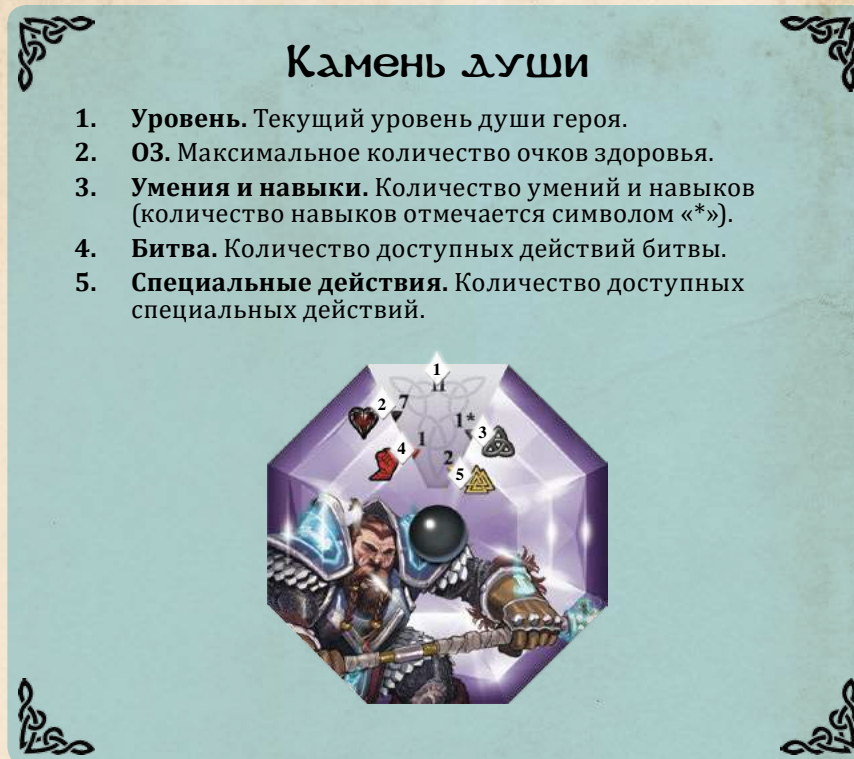 Камень души
1. Уровень. Текущий уровень души героя.
2. ОЗ. Максимальное количество очков здоровья.
3. Умения и навыки. Количество умений и навыков
(количество навыков отмечается символом «*»).
4. Битва. Количество доступных действий битвы.
5. Специальные действия. Количество доступных
специальных действий.
1
II
2 7
1* 3
4 1
2
5